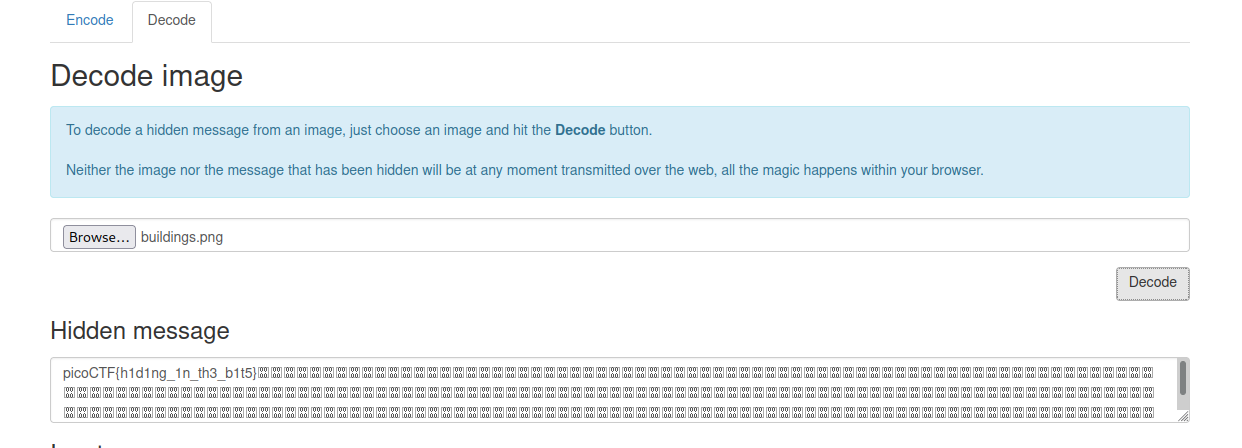 Encode
Decode
Decode image
To decode a hidden message from an image, just choose an image and hit the Decode button.
Neither the image nor the message that has been hidden will be at any moment transmitted over the web, all the magic happens within your browser.
Browse... buildings.png
Decode
Hidden message
picoCTF{h1d1ng_1n_th3_b1t5}